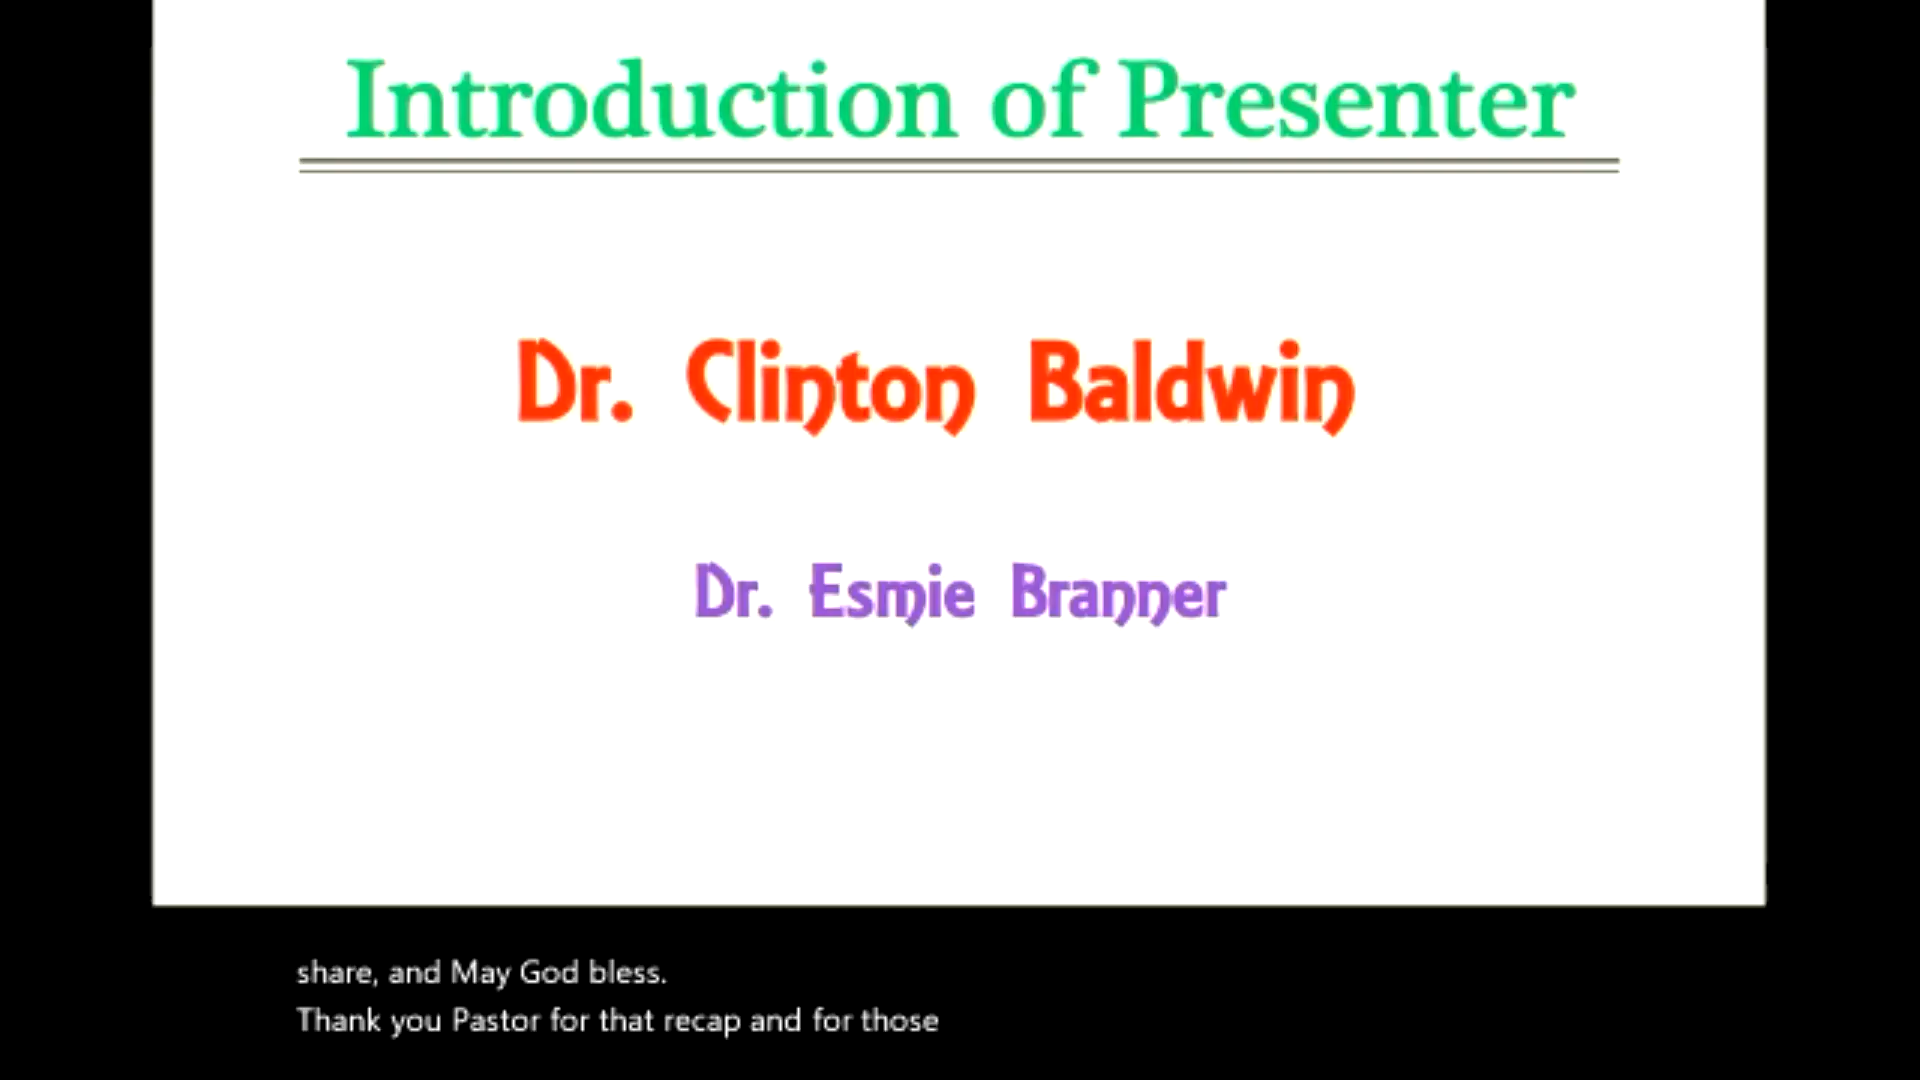 Introduction of Presenter
Dr. Clinton Baldwin
Dr. Esmie Branner
share, and May God bless.
Thank you Pastor for that recap and for those